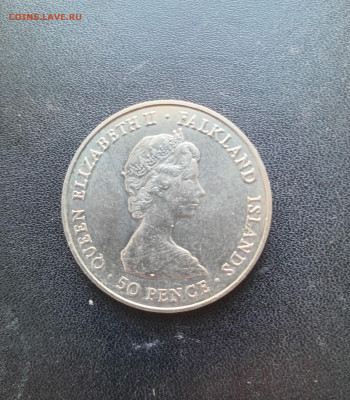 COINS.LAVE.RU
QUEEN ELIZABETH II · FALKLAND ISLANDS ·
50 PENCE ·